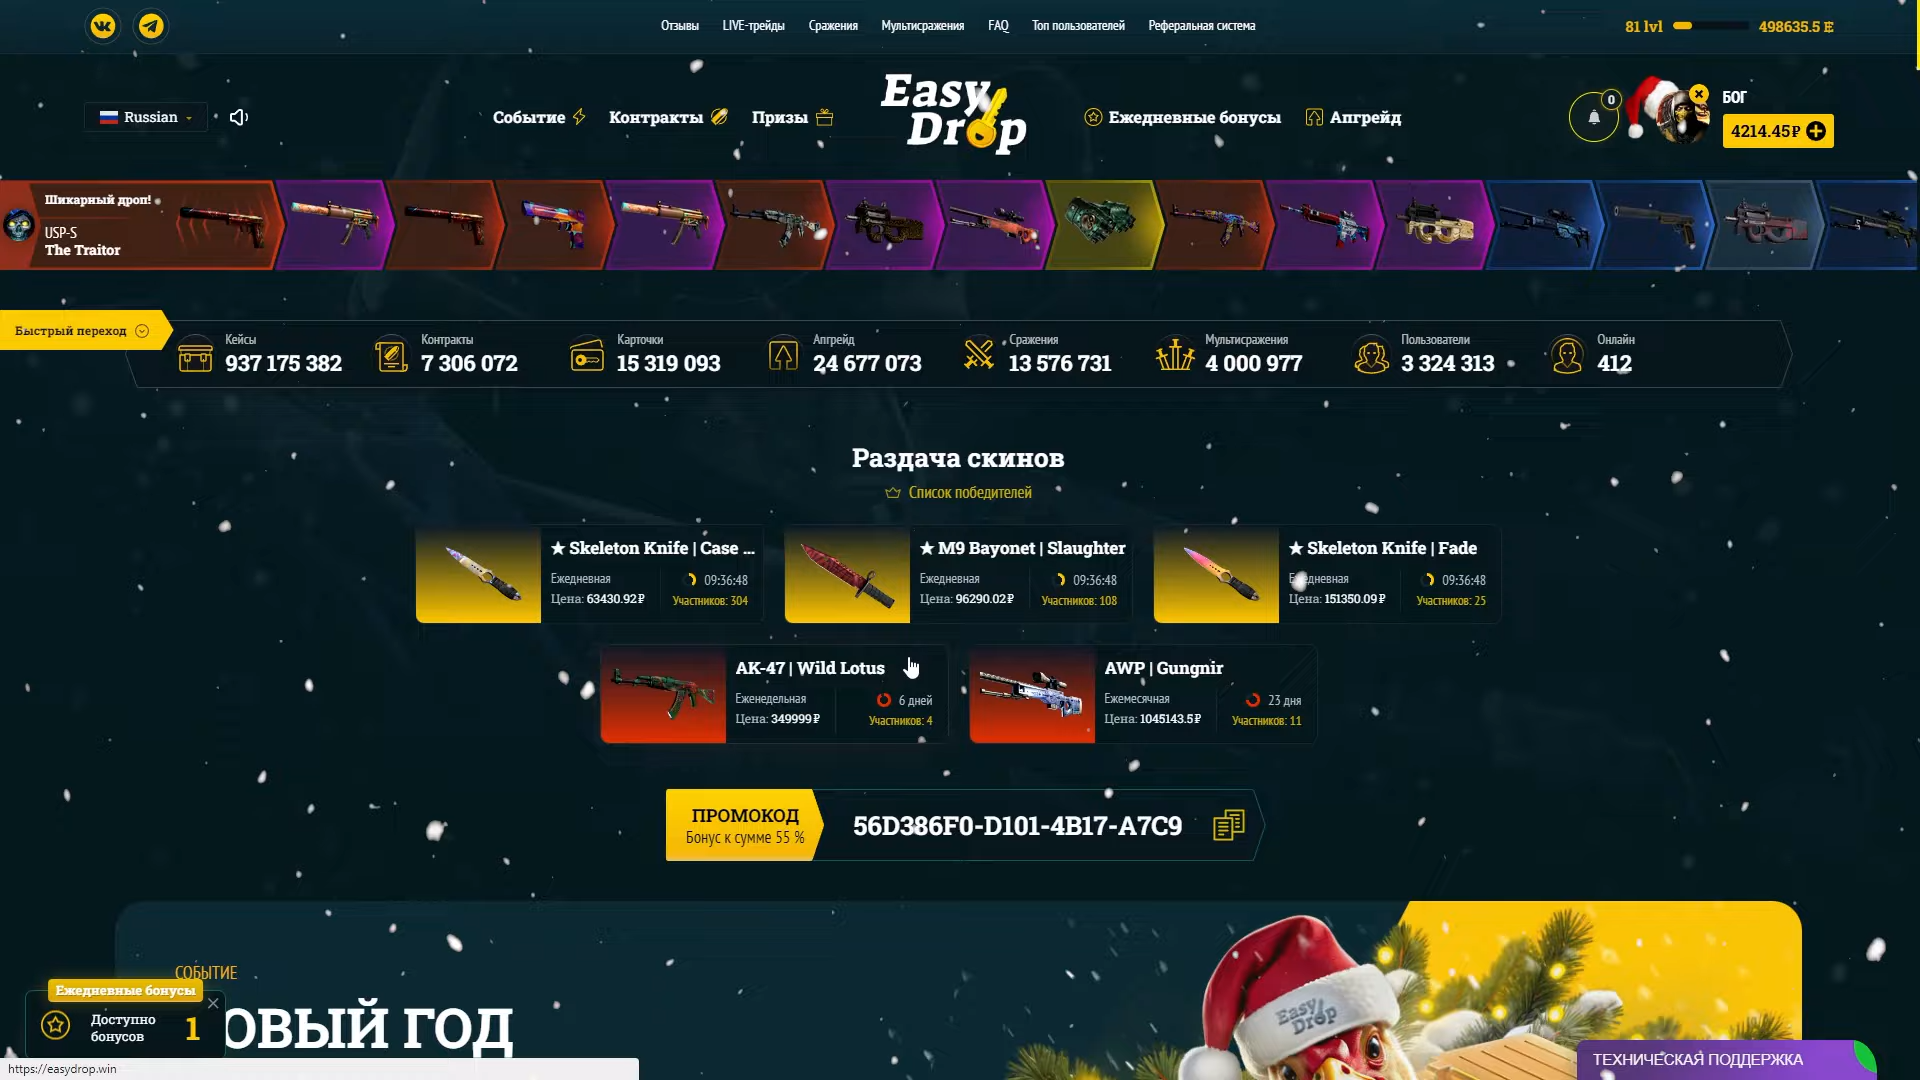 Отзывы LIVE-трейды Сражения Мультисражения FAQ Топ пользователей Реферальная система
81 lvl 498635.5
Russian
Событие Контракты Призы
Easy Drop
Ежедневные бонусы Апгрейд
0
БОГ
4214.45₽
Шикарный дроп!
USP-S
The Traitor
Быстрый переход
Кейсы
937 175 382
Контракты
7 306 072
Карточки
15 319 093
Апгрейд
24 677 073
Сражения
13 576 731
Мультисражения
4 000 977
Пользователи
3 324 313
Онлайн
412
Раздача скинов
Список победителей
★ Skeleton Knife | Case ...
Ежедневная 09:36:48
Цена: 63430.92₽ Участников: 304
★ M9 Bayonet | Slaughter
Ежедневная 09:36:48
Цена: 96290.02₽ Участников: 108
★ Skeleton Knife | Fade
Ежедневная 09:36:48
Цена: 151350.09₽ Участников: 25
AK-47 | Wild Lotus
Еженедельная 6 дней
Цена: 349999₽ Участников: 4
AWP | Gungnir
Ежемесячная 23 дня
Цена: 1045143.5₽ Участников: 11
ПРОМОКОД
Бонус к сумме 55 %
56D386F0-D101-4B17-A7C9
СОБЫТИЕ
ОВЫЙ ГОД
Ежедневные бонусы
Доступно
бонусов
1
Easy
Drop
ТЕХНИЧЕСКАЯ ПОДДЕРЖКА
https://easydrop.win